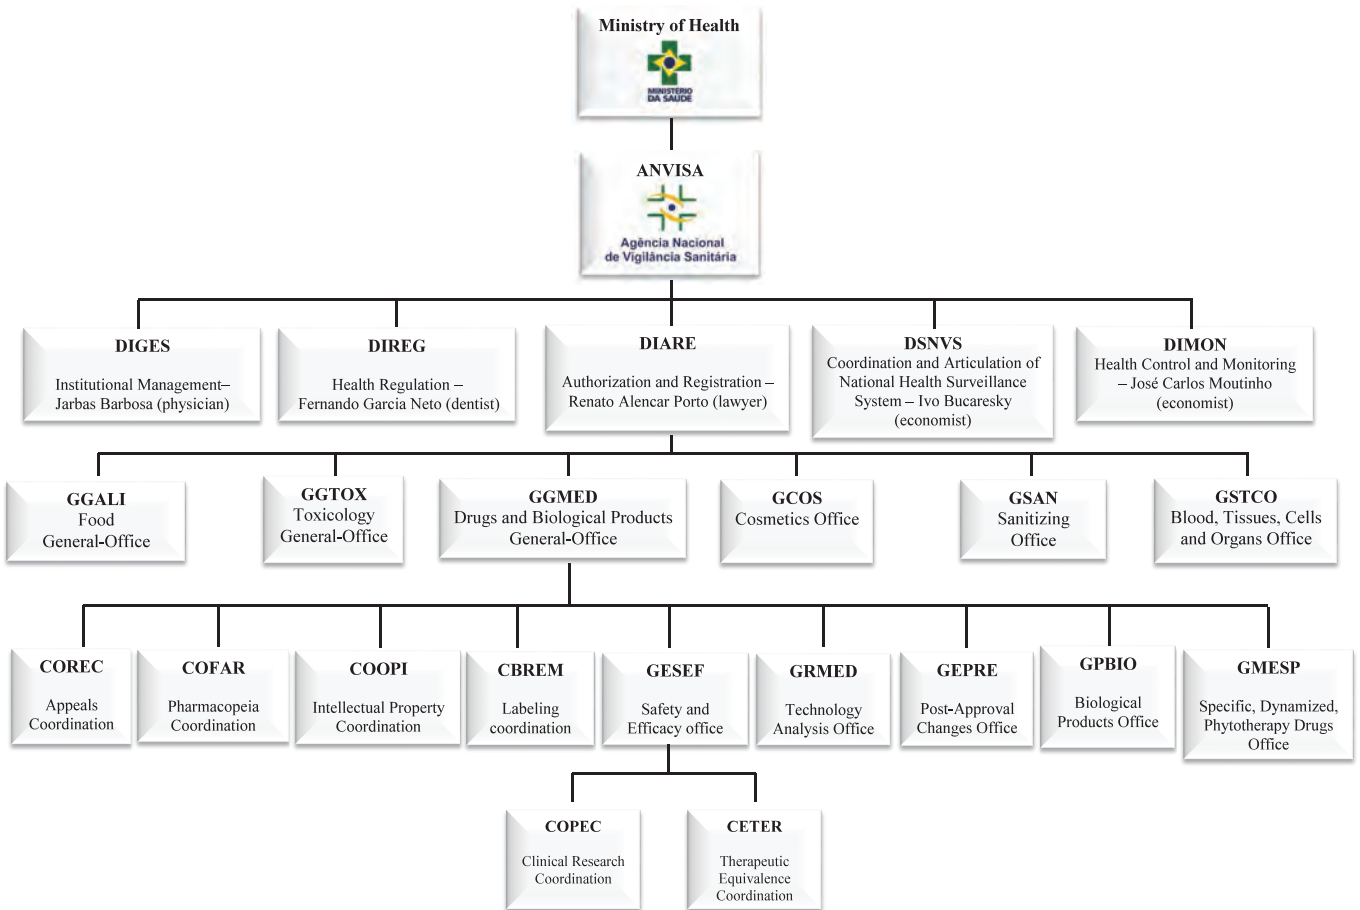 Ministry of Health
MINISTÉRIO
DA SAÚDE
ANVISA
Agência Nacional
de Vigilância Sanitária
DIGES
Institutional Management–
Jarbas Barbosa (physician)
DIREG
Health Regulation –
Fernando Garcia Neto (dentist)
DIARE
Authorization and Registration –
Renato Alencar Porto (lawyer)
DSNVS
Coordination and Articulation of
National Health Surveillance
System – Ivo Bucaresky
(economist)
DIMON
Health Control and Monitoring
– José Carlos Moutinho
(economist)
GGALI
Food
General-Office
GGTOX
Toxicology
General-Office
GGMED
Drugs and Biological Products
General-Office
GCOS
Cosmetics Office
GSAN
Sanitizing
Office
GSTCO
Blood, Tissues, Cells
and Organs Office
COREC
Appeals
Coordination
COFAR
Pharmacopeia
Coordination
COOPI
Intellectual Property
Coordination
CBREM
Labeling
coordination
GESEF
Safety and
Efficacy office
GRMED
Technology
Analysis Office
GEPRE
Post-Approval
Changes Office
GPBIO
Biological
Products Office
GMESP
Specific, Dynamized,
Phytotherapy Drugs
Office
COPEC
Clinical Research
Coordination
CETER
Therapeutic
Equivalence
Coordination